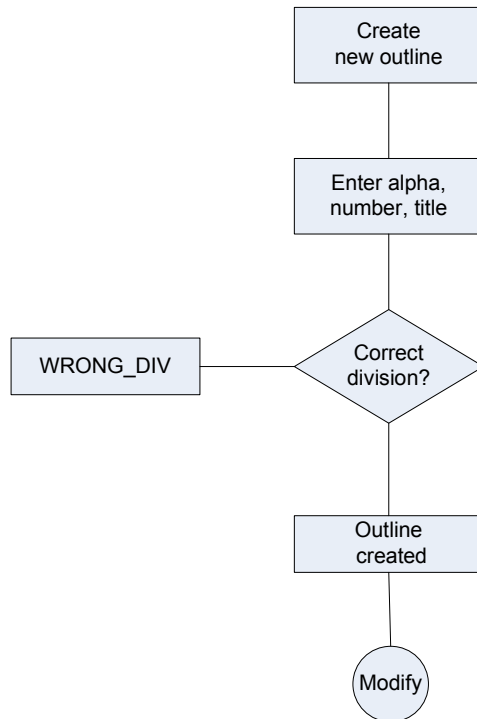 Create
new outline
Enter alpha,
number, title
WRONG_DIV
Correct
division?
Outline
created
Modify